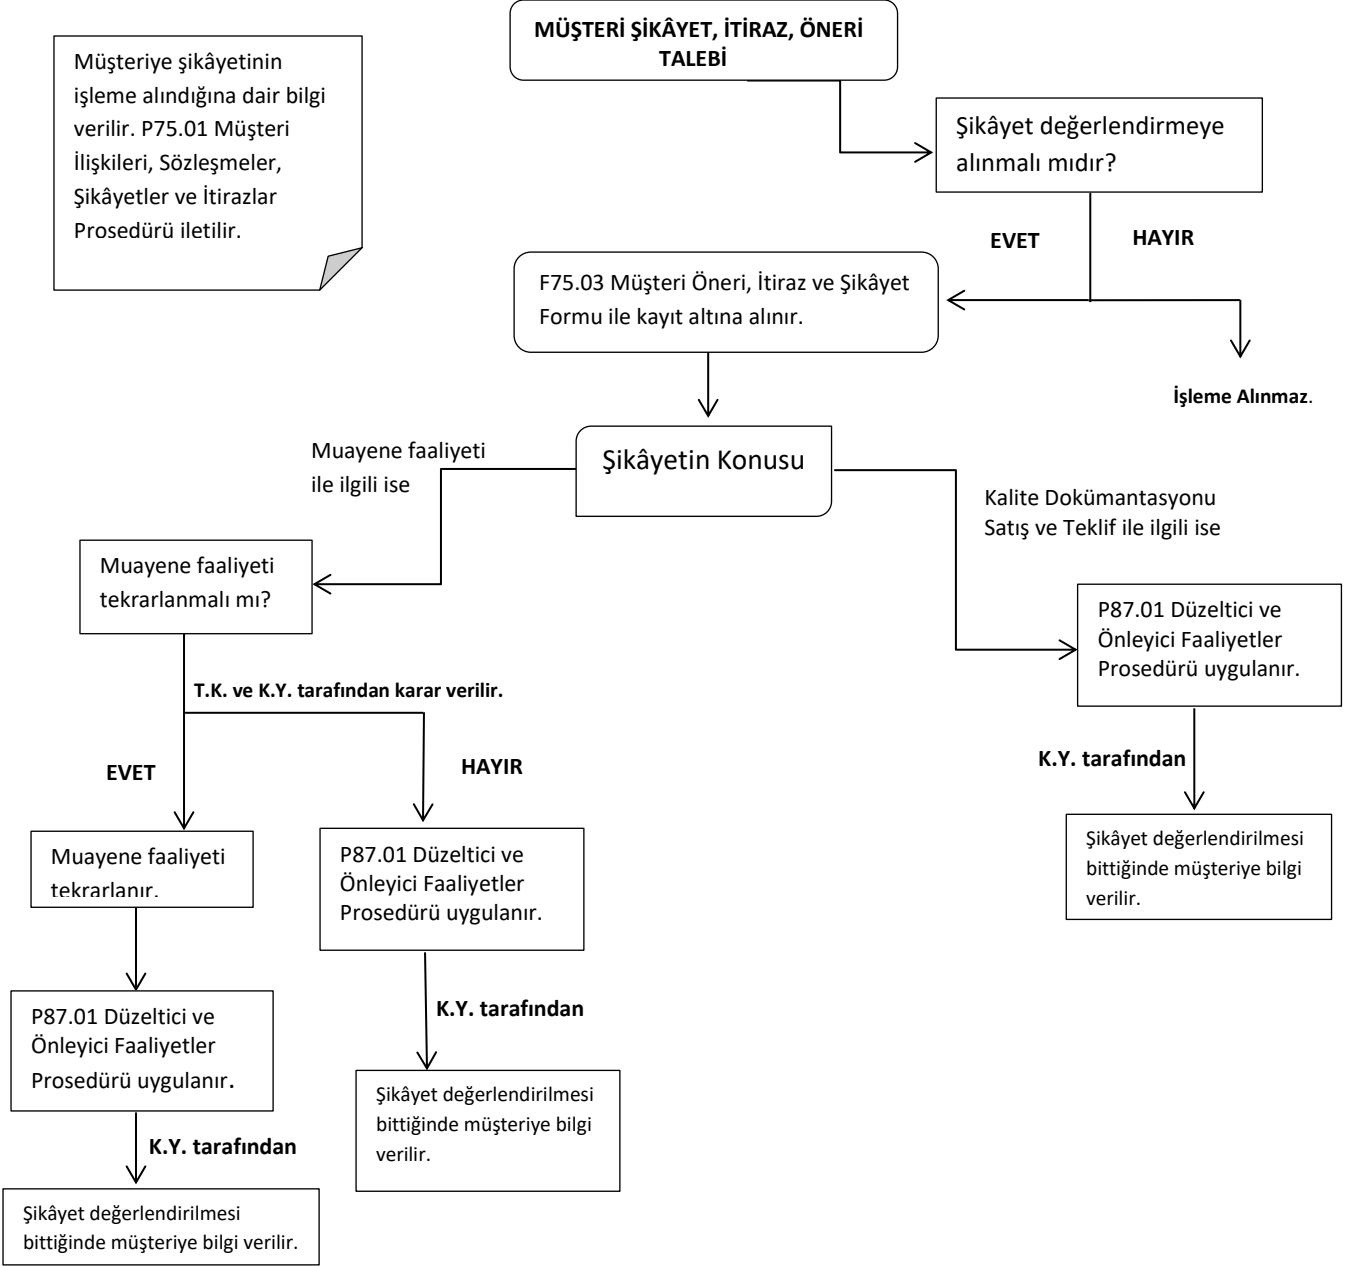 MÜŞTERİ ŞİKÂYET, İTİRAZ, ÖNERİ
TALEBİ
Müşteriye şikâyetinin
işleme alındığına dair bilgi
verilir. P75.01 Müşteri
İlişkileri, Sözleşmeler,
Şikâyetler ve İtirazlar
Prosedürü iletilir.
Şikâyet değerlendirmeye
alınmalı mıdır?
EVET
HAYIR
F75.03 Müşteri Öneri, İtiraz ve Şikâyet
Formu ile kayıt altına alınır.
İşleme Alınmaz.
Şikâyetin Konusu
Muayene faaliyeti
ile ilgili ise
Kalite Dokümantasyonu
Satış ve Teklif ile ilgili ise
Muayene faaliyeti
tekrarlanmalı mı?
P87.01 Düzeltici ve
Önleyici Faaliyetler
Prosedürü uygulanır.
T.K. ve K.Y. tarafından karar verilir.
EVET
HAYIR
K.Y. tarafından
Şikâyet değerlendirilmesi
bittiğinde müşteriye bilgi
verilir.
Muayene faaliyeti
tekrarlanır.
P87.01 Düzeltici ve
Önleyici Faaliyetler
Prosedürü uygulanır.
K.Y. tarafından
P87.01 Düzeltici ve
Önleyici Faaliyetler
Prosedürü uygulanır.
Şikâyet değerlendirilmesi
bittiğinde müşteriye bilgi
verilir.
K.Y. tarafından
Şikâyet değerlendirilmesi
bittiğinde müşteriye bilgi verilir.